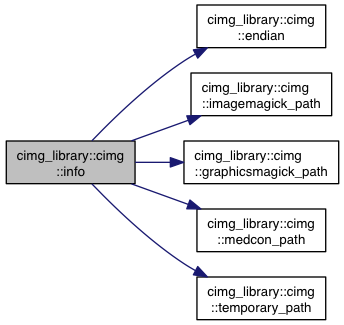 cimg_library::cimg
::endian
cimg_library::cimg
::imagemagick_path
cimg_library::cimg
::info
cimg_library::cimg
::graphicsmagick_path
cimg_library::cimg
::medcon_path
cimg_library::cimg
::temporary_path